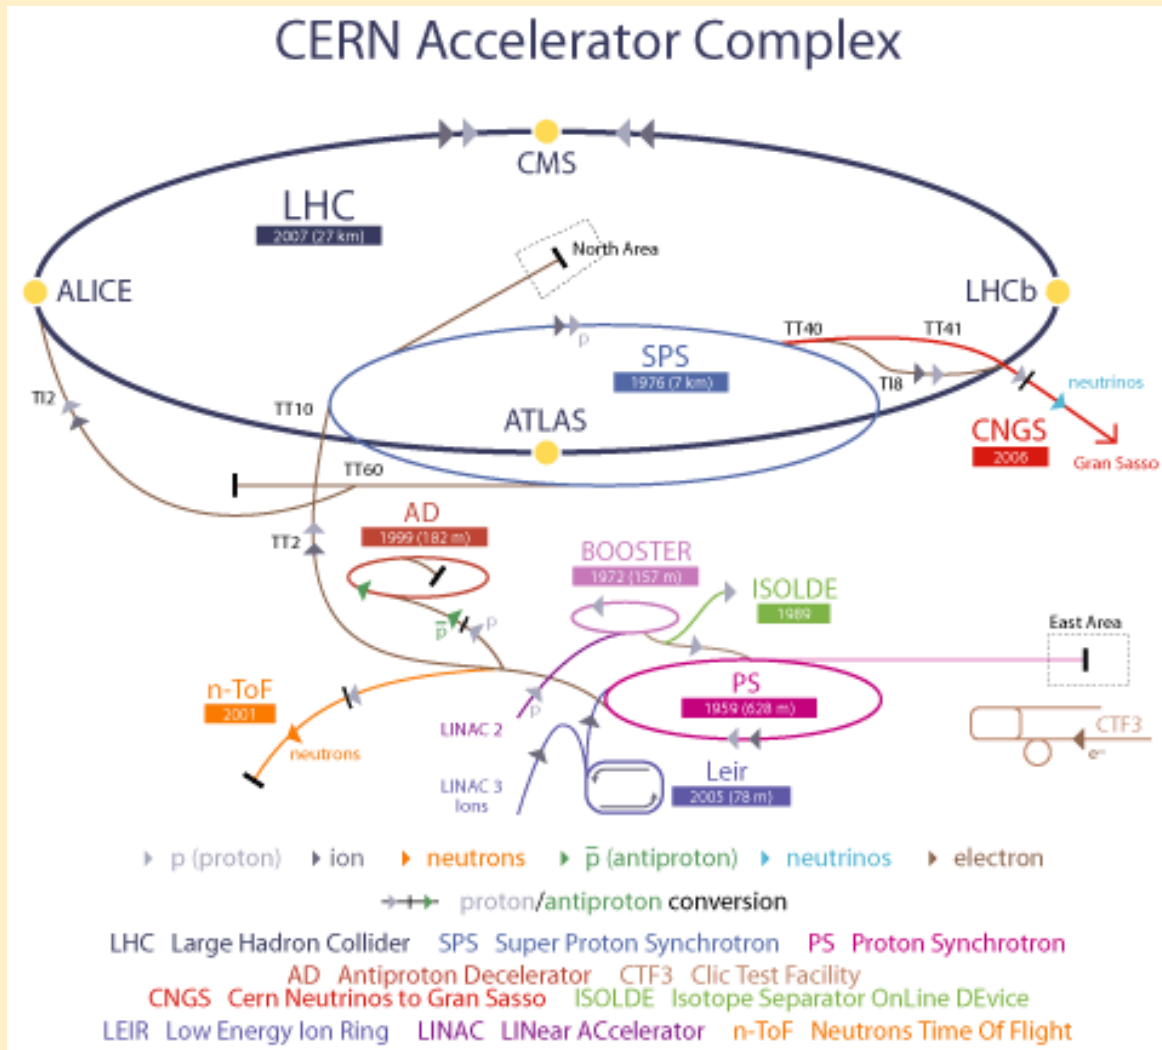 CERN Accelerator Complex
CMS
LHC
2007 (27 km)
North Area
ALICE
LHCb
TT40
TT41
p
SPS
1976 (7 km)
TI8
neutrinos
TI2
TT10
ATLAS
CNGS
2006
Gran Sasso
TT60
AD
1999 (182 m)
TT2
BOOSTER
1972 (157 m)
ISOLDE
1989
p̅
p
East Area
n-ToF
2001
PS
1959 (628 m)
p
LINAC 2
neutrons
CTF3
e-
LINAC 3
Ions
Leir
2005 (78 m)
p (proton) ion neutrons p̅ (antiproton) neutrinos electron
proton/antiproton conversion
LHC Large Hadron Collider SPS Super Proton Synchrotron PS Proton Synchrotron
AD Antiproton Decelerator CTF3 Clic Test Facility
CNGS Cern Neutrinos to Gran Sasso ISOLDE Isotope Separator OnLine DEvice
LEIR Low Energy Ion Ring LINAC LINear ACcelerator n-ToF Neutrons Time Of Flight